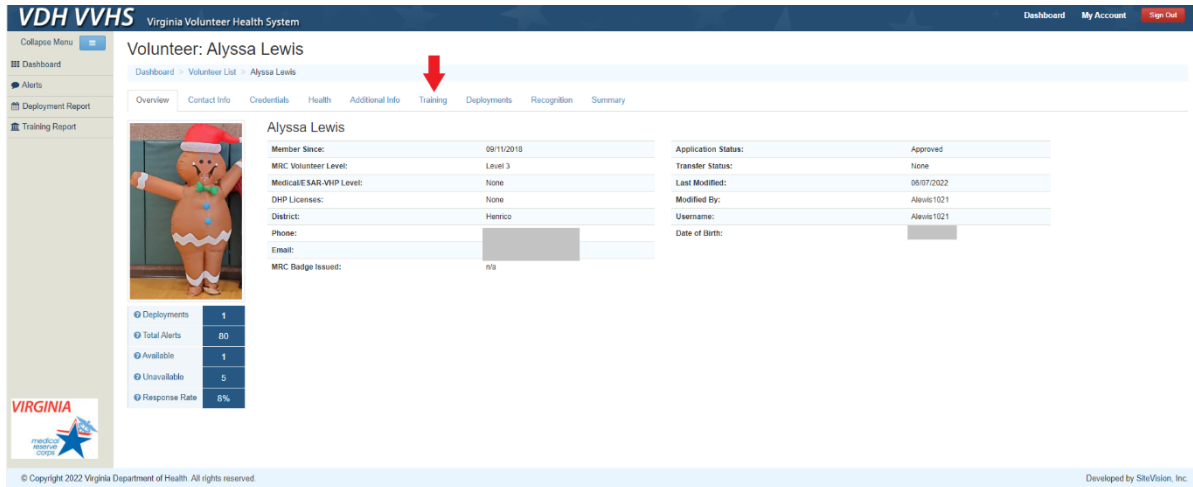 VDH VVHS Virginia Volunteer Health System
Dashboard My Account Sign Out
Collapse Menu
Dashboard
Alerts
Deployment Report
Training Report
Volunteer: Alyssa Lewis
Dashboard > Volunteer List > Alyssa Lewis
Overview Contact Info Credentials Health Additional Info Training Deployments Recognition Summary
Alyssa Lewis
Member Since: 09/11/2018 Application Status: Approved
MRC Volunteer Level: Level 3 Transfer Status: None
Medical/ESAR-VHP Level: None Last Modified: 06/07/2022
DHP Licenses: None Modified By: Alewis1021
District: Henrico Username: Alewis1021
Phone: Date of Birth:
Email:
MRC Badge Issued: n/a
Deployments 1
Total Alerts 80
Available 1
Unavailable 5
Response Rate 8%
VIRGINIA
medical
reserve
corps
© Copyright 2022 Virginia Department of Health. All rights reserved. Developed by SiteVision, Inc.